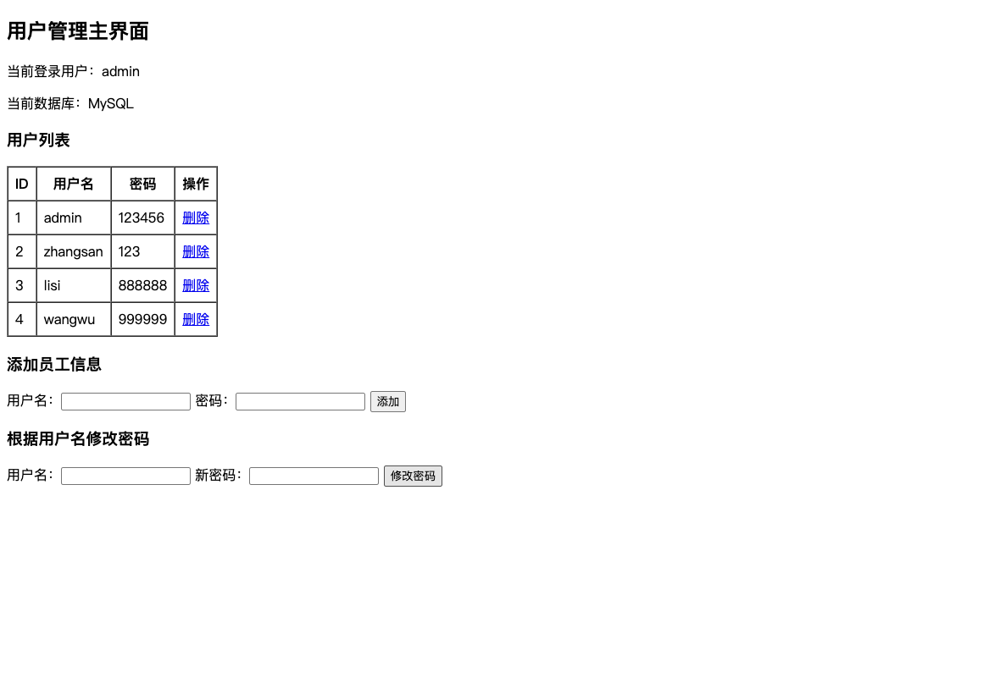 用户管理主界面
当前登录用户：admin
当前数据库：MySQL
用户列表
ID 用户名 密码 操作
1 admin 123456 删除
2 zhangsan 123 删除
3 lisi 888888 删除
4 wangwu 999999 删除
添加员工信息
用户名： 密码： 添加
根据用户名修改密码
用户名： 新密码： 修改密码